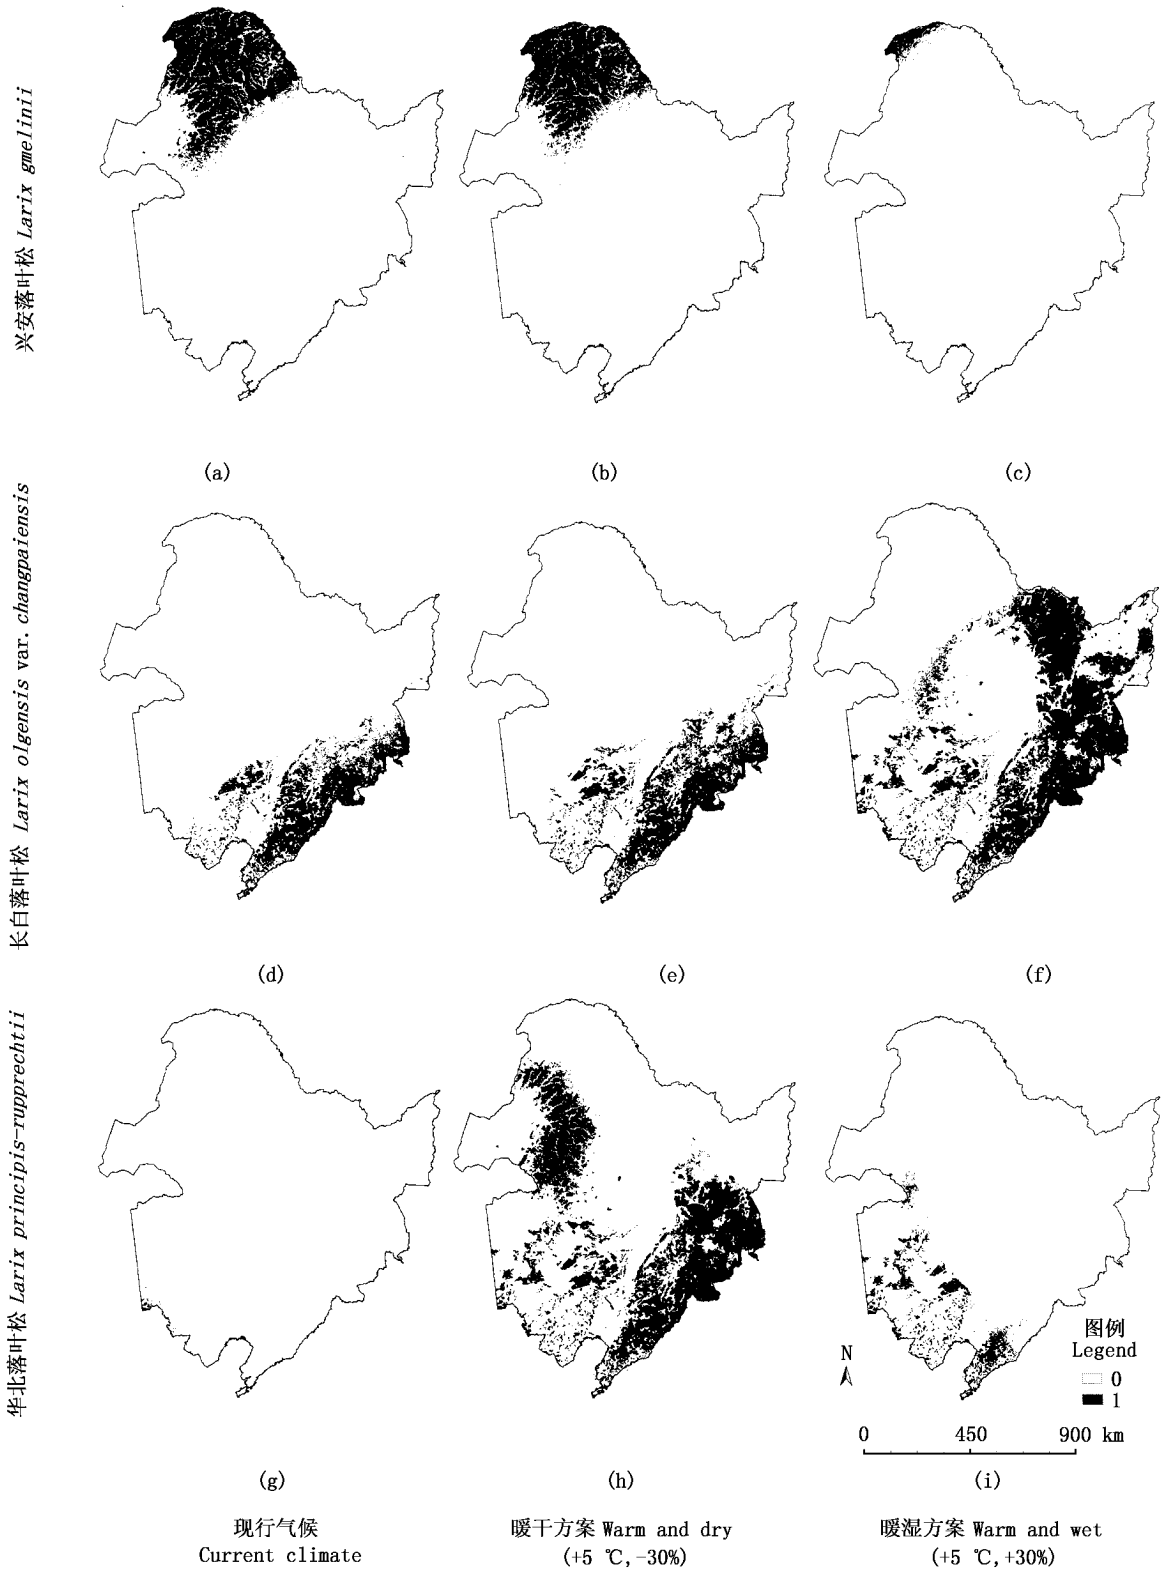 兴安落叶松 Larix gmelinii
(a)
(b)
(c)
长白落叶松 Larix olgensis var. changpaiensis
(d)
(e)
(f)
华北落叶松 Larix principis-rupprechtii
图例
Legend
0
1
N
0 450 900 km
(g)
(h)
(i)
现行气候
Current climate
暖干方案 Warm and dry
(+5 ℃,-30%)
暖湿方案 Warm and wet
(+5 ℃,+30%)